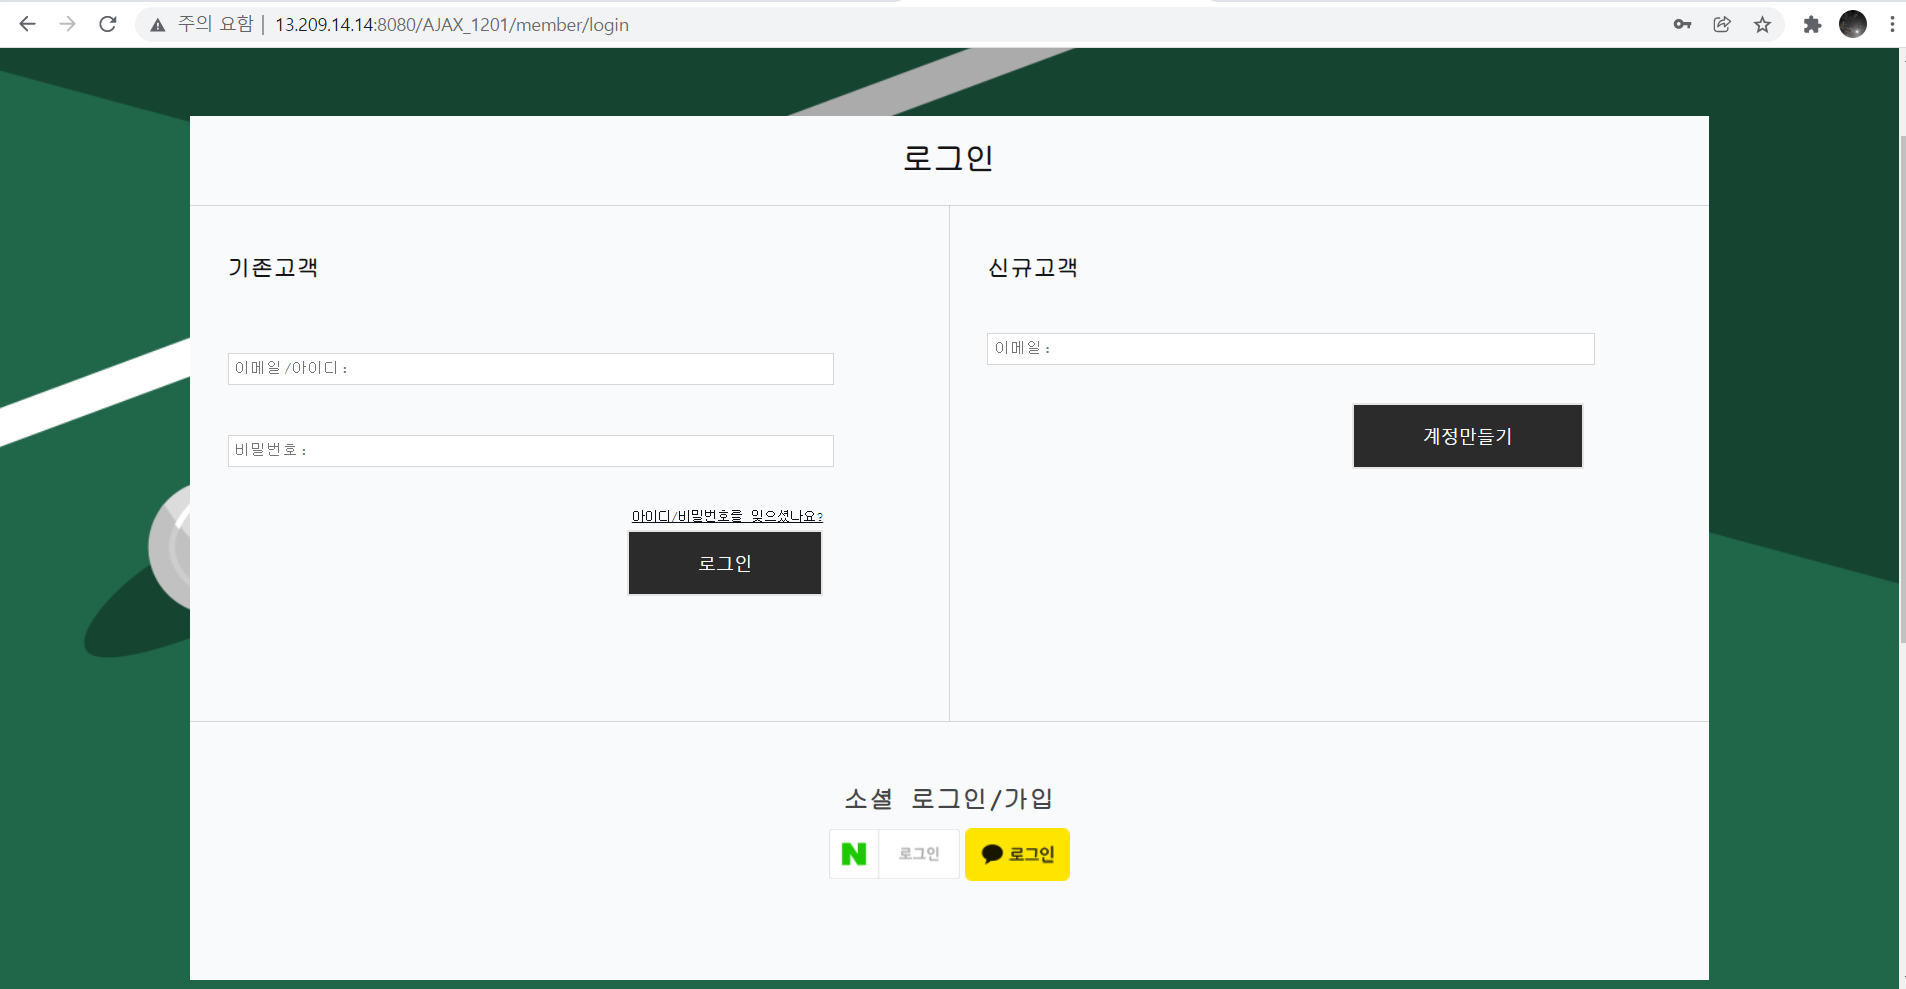 주의 요함 | 13.209.14.14:8080/AJAX_1201/member/login
로그인
기존고객
이메일/아이디 :
비밀번호 :
아이디/비밀번호를 잊으셨나요?
로그인
신규고객
이메일 :
계정만들기
소셜 로그인/가입
N 로그인
로그인